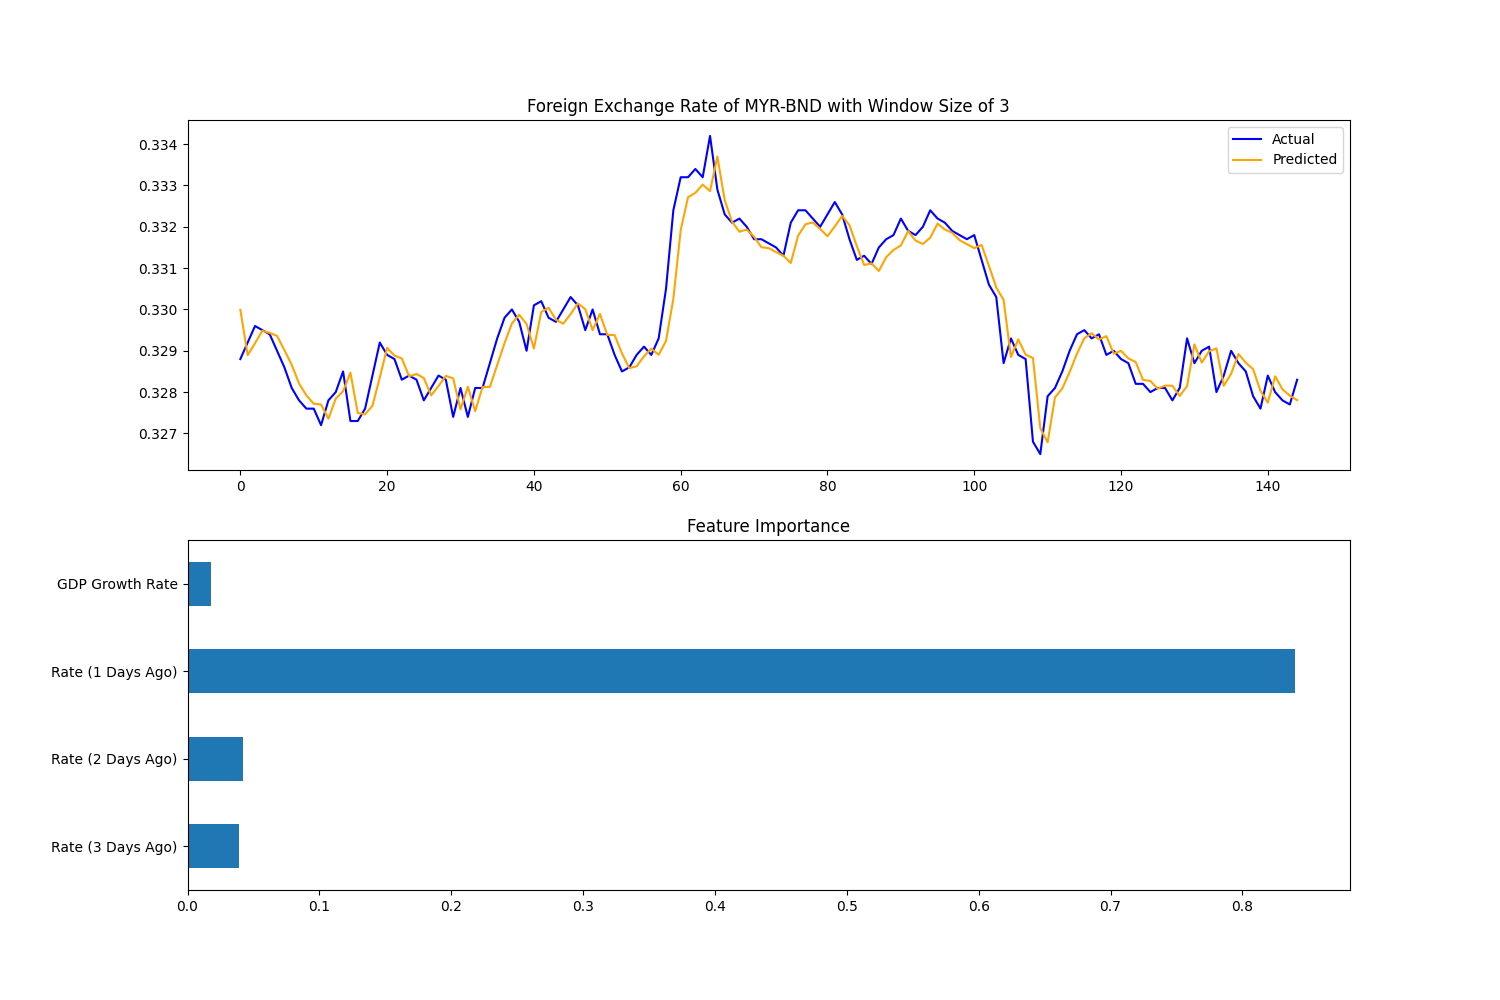 Foreign Exchange Rate of MYR-BND with Window Size of 3
Actual
Predicted
0.334
0.333
0.332
0.331
0.330
0.329
0.328
0.327
0 20 40 60 80 100 120 140
Feature Importance
GDP Growth Rate
Rate (1 Days Ago)
Rate (2 Days Ago)
Rate (3 Days Ago)
0.0 0.1 0.2 0.3 0.4 0.5 0.6 0.7 0.8